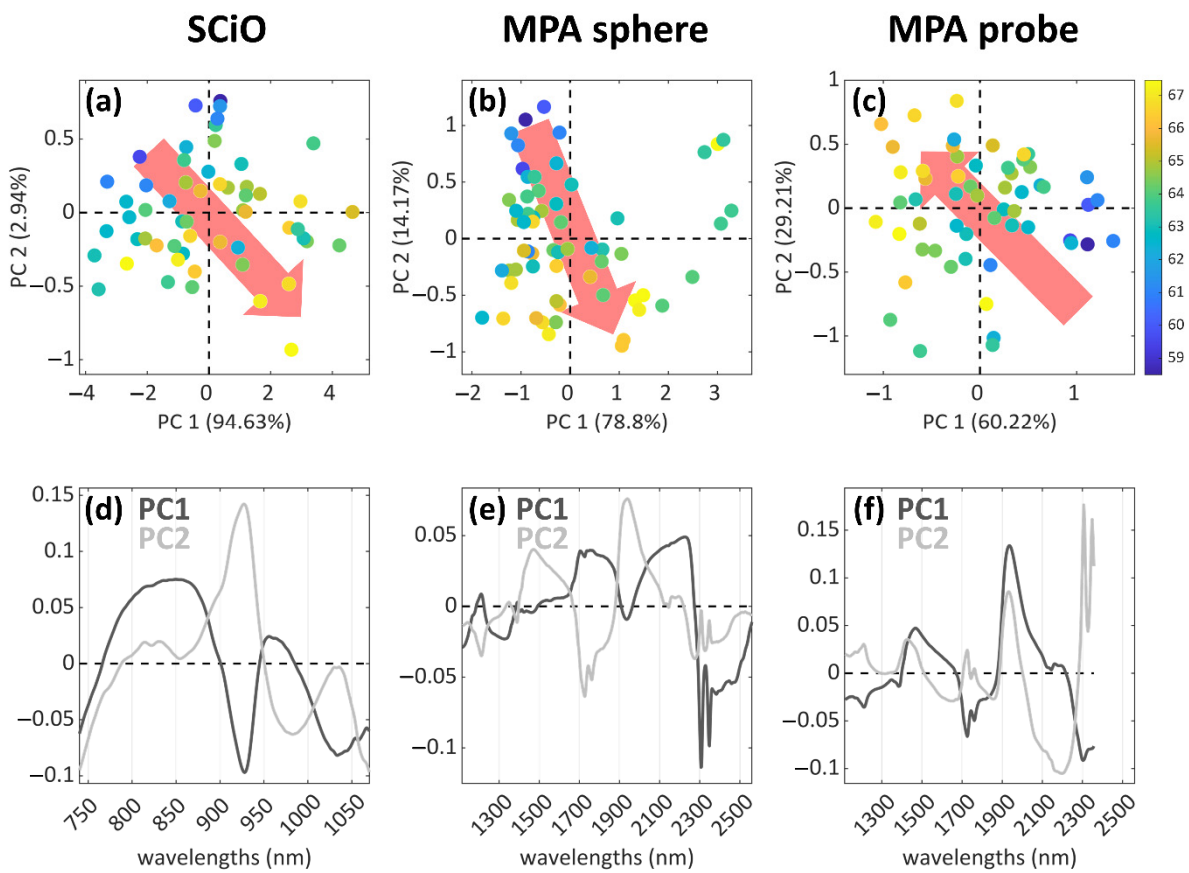 SCiO MPA sphere MPA probe
(a)
0.5
0
−0.5
−1
PC 2 (2.94%)
−4 −2 0 2 4
PC 1 (94.63%)
(b)
1
0.5
0
−0.5
−1
PC 2 (14.17%)
−2 −1 0 1 2 3
PC 1 (78.8%)
(c)
1
0.5
0
−0.5
−1
PC 2 (29.21%)
−1 0 1
PC 1 (60.22%)
67
66
65
64
63
62
61
60
59
(d) PC1
PC2
0.15
0.1
0.05
0
−0.05
−0.1
750 800 850 900 950 1000 1050
wavelengths (nm)
(e) PC1
PC2
0.05
0
−0.05
−0.1
1300 1500 1700 1900 2100 2300 2500
wavelengths (nm)
(f) PC1
PC2
0.15
0.1
0.05
0
−0.05
−0.1
1300 1500 1700 1900 2100 2300 2500
wavelengths (nm)